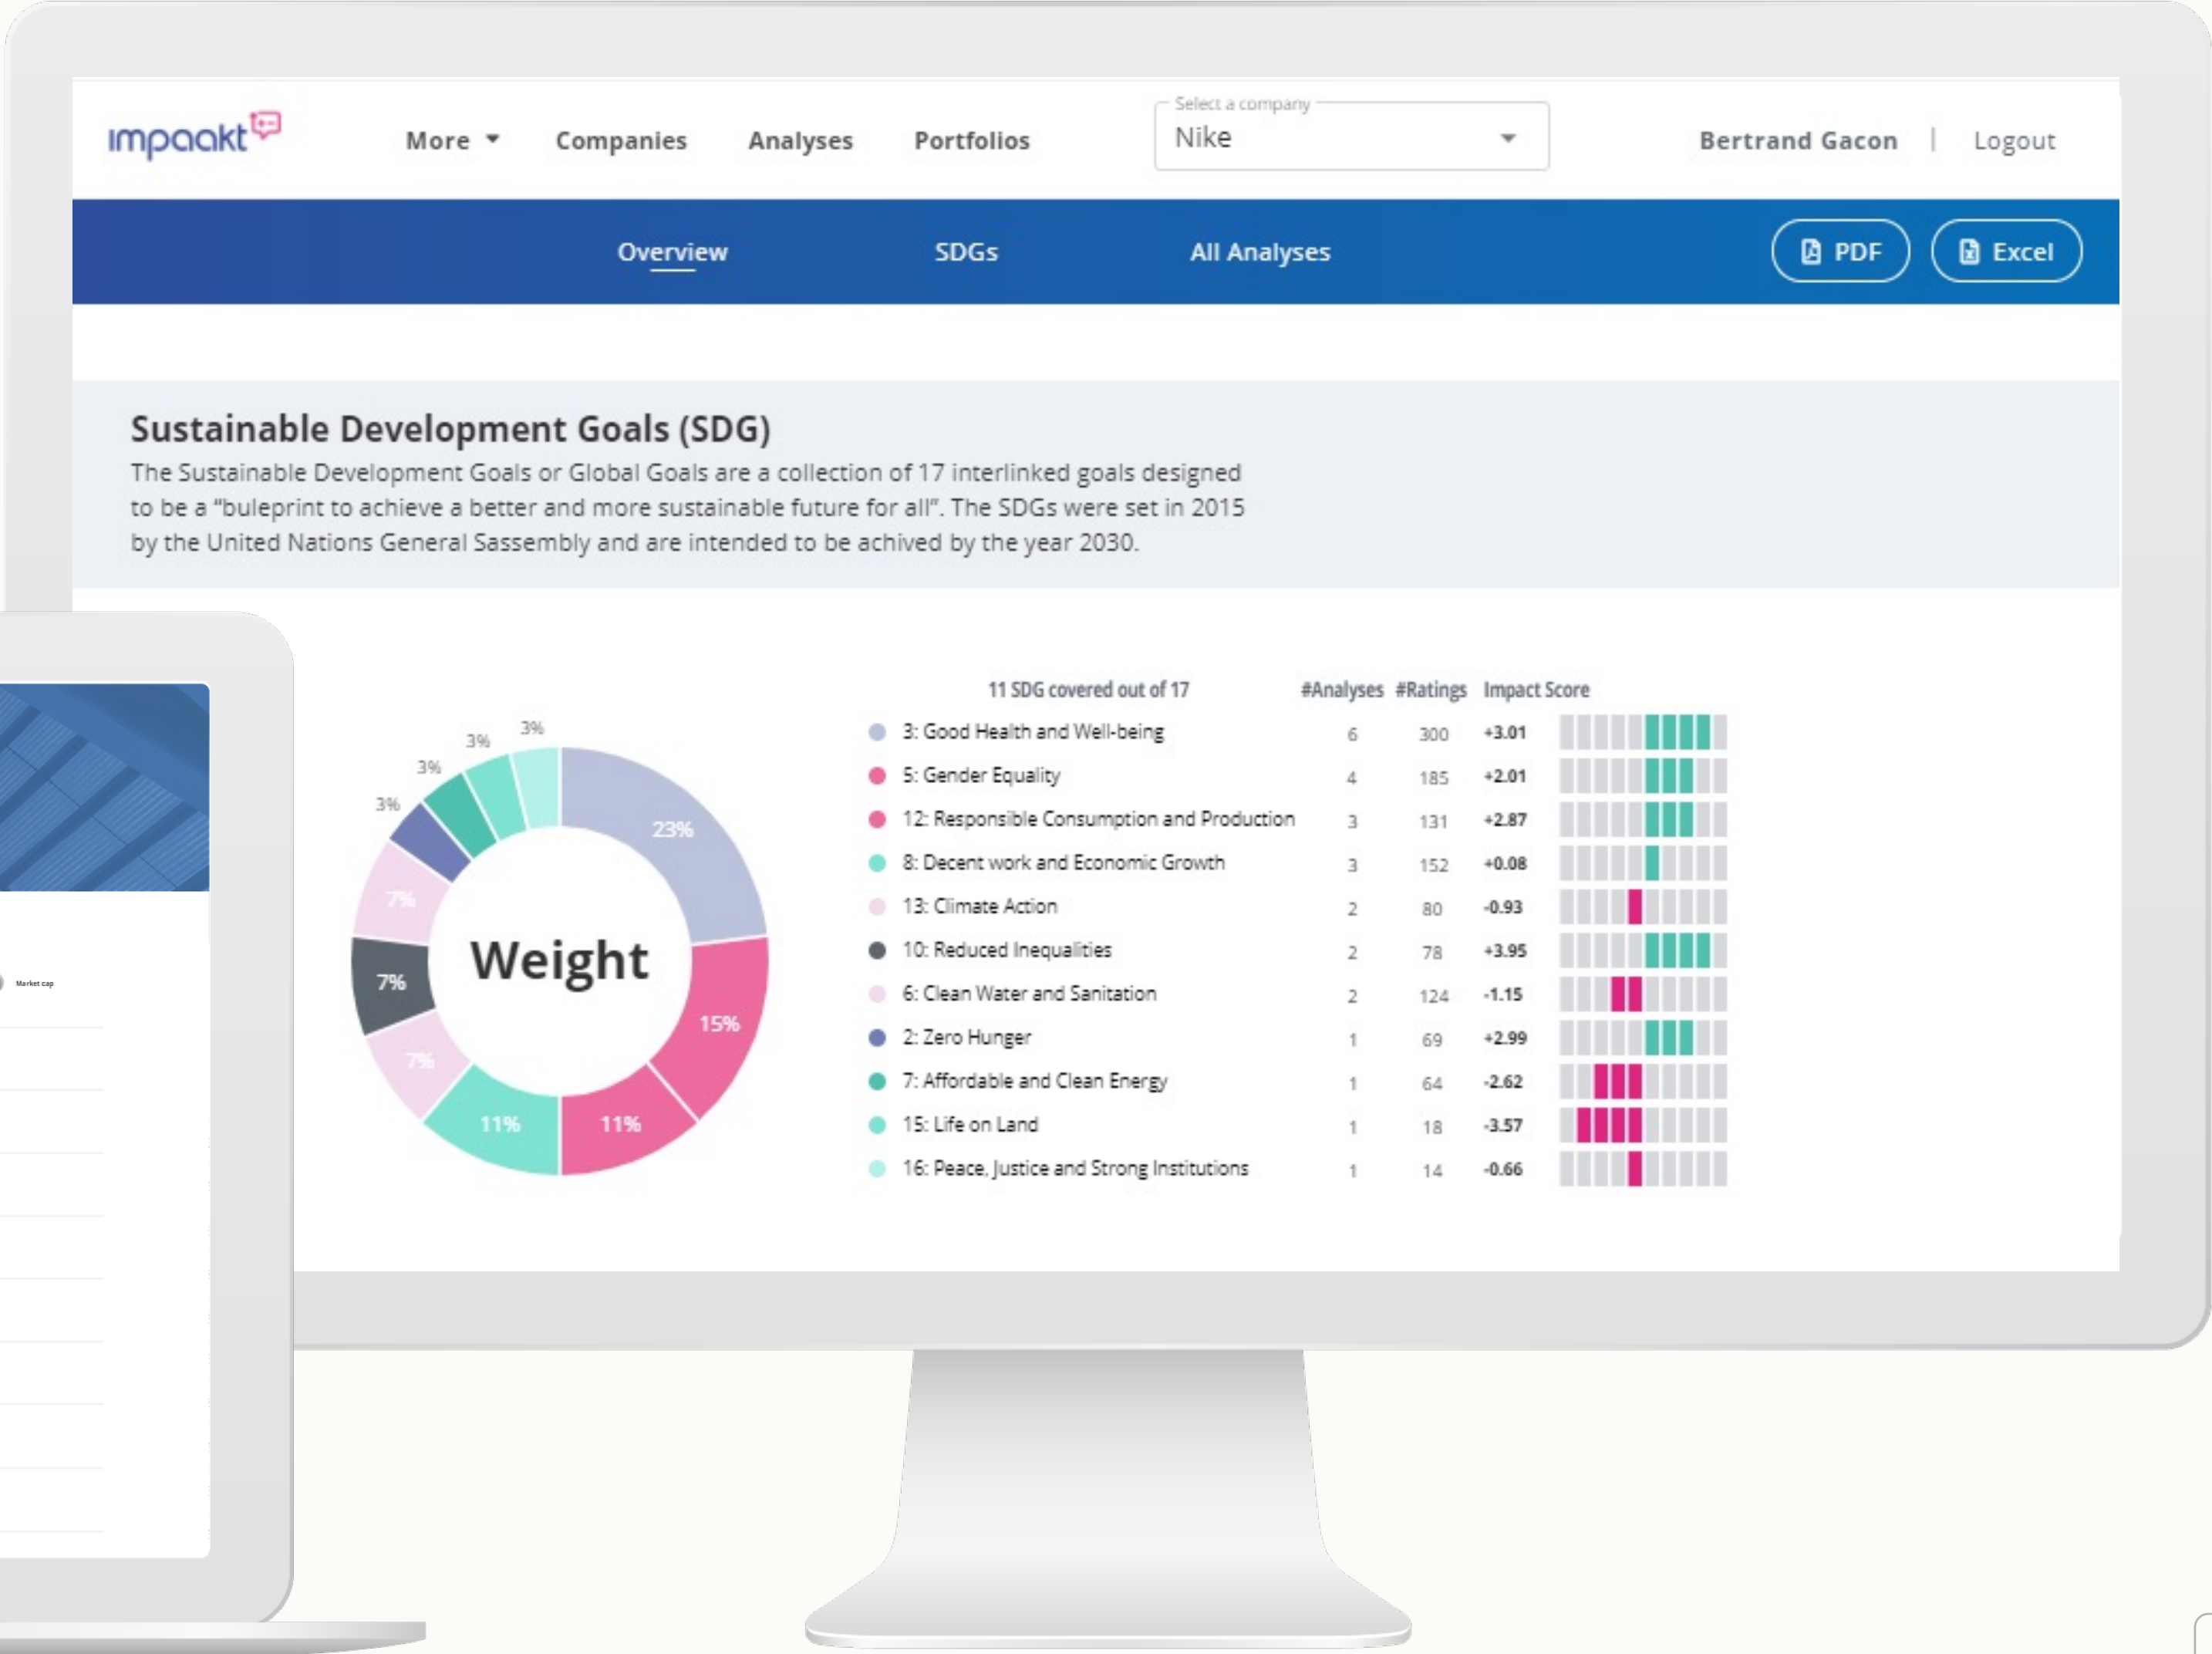 impaakt
More Companies Analyses Portfolios
Select a company
Nike
Bertrand Gacon | Logout
Overview SDGs All Analyses PDF Excel
Sustainable Development Goals (SDG)
The Sustainable Development Goals or Global Goals are a collection of 17 interlinked goals designed
to be a "buleprint to achieve a better and more sustainable future for all". The SDGs were set in 2015
by the United Nations General Sassembly and are intended to be achived by the year 2030.
Market cap
Weight
23%
15%
11%
11%
7%
7%
7%
3%
3%
3%
3%
11 SDG covered out of 17 #Analyses #Ratings Impact Score
3: Good Health and Well-being 6 300 +3.01
5: Gender Equality 4 185 +2.01
12: Responsible Consumption and Production 3 131 +2.87
8: Decent work and Economic Growth 3 152 +0.08
13: Climate Action 2 80 -0.93
10: Reduced Inequalities 2 78 +3.95
6: Clean Water and Sanitation 2 124 -1.15
2: Zero Hunger 1 69 +2.99
7: Affordable and Clean Energy 1 64 -2.62
15: Life on Land 1 18 -3.57
16: Peace, Justice and Strong Institutions 1 14 -0.66